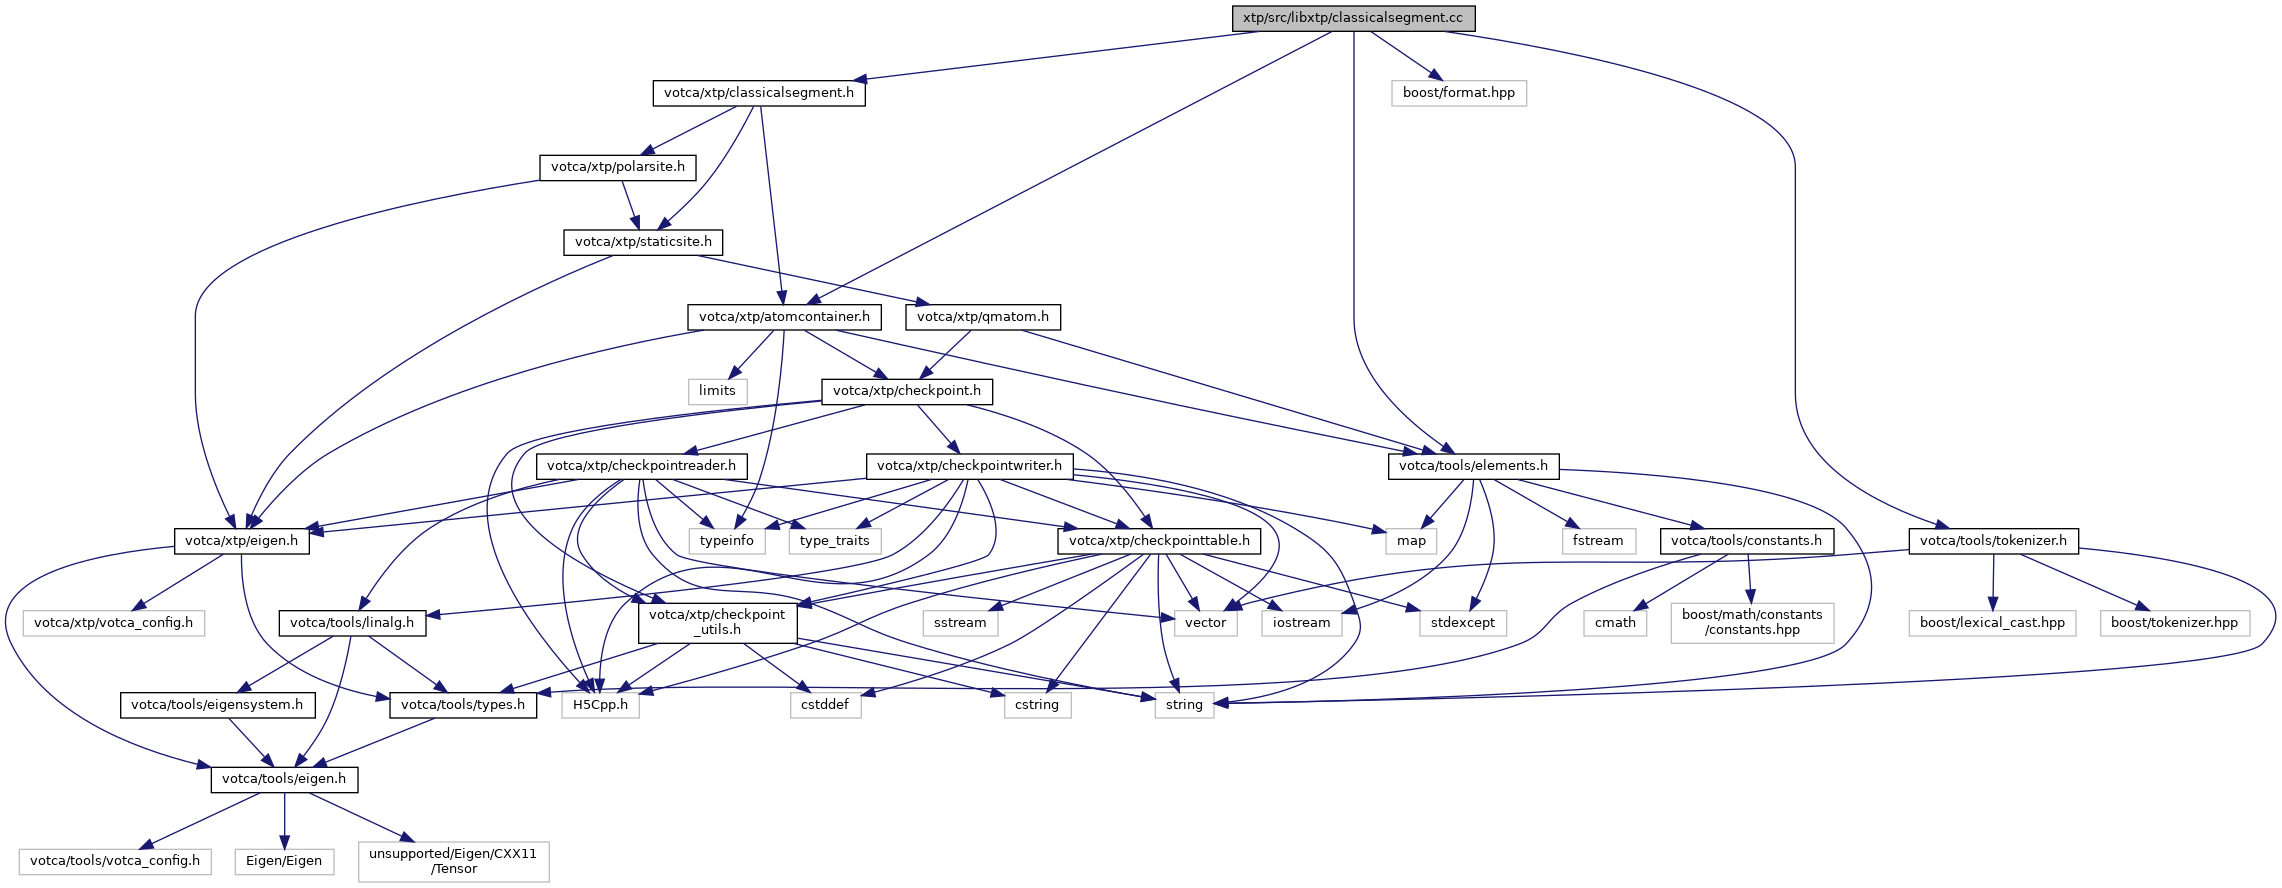 xtp/src/libxtp/classicalsegment.cc
votca/xtp/classicalsegment.h
boost/format.hpp
votca/xtp/polarsite.h
votca/xtp/staticsite.h
votca/xtp/atomcontainer.h
votca/xtp/qmatom.h
limits
votca/xtp/checkpoint.h
votca/xtp/checkpointreader.h
votca/xtp/checkpointwriter.h
votca/tools/elements.h
votca/xtp/eigen.h
typeinfo
type_traits
votca/xtp/checkpointtable.h
map
fstream
votca/tools/constants.h
votca/tools/tokenizer.h
votca/xtp/votca_config.h
votca/tools/linalg.h
votca/xtp/checkpoint
_utils.h
sstream
vector
iostream
stdexcept
cmath
boost/math/constants
/constants.hpp
boost/lexical_cast.hpp
boost/tokenizer.hpp
votca/tools/eigensystem.h
votca/tools/types.h
H5Cpp.h
cstddef
cstring
string
votca/tools/eigen.h
votca/tools/votca_config.h
Eigen/Eigen
unsupported/Eigen/CXX11
/Tensor